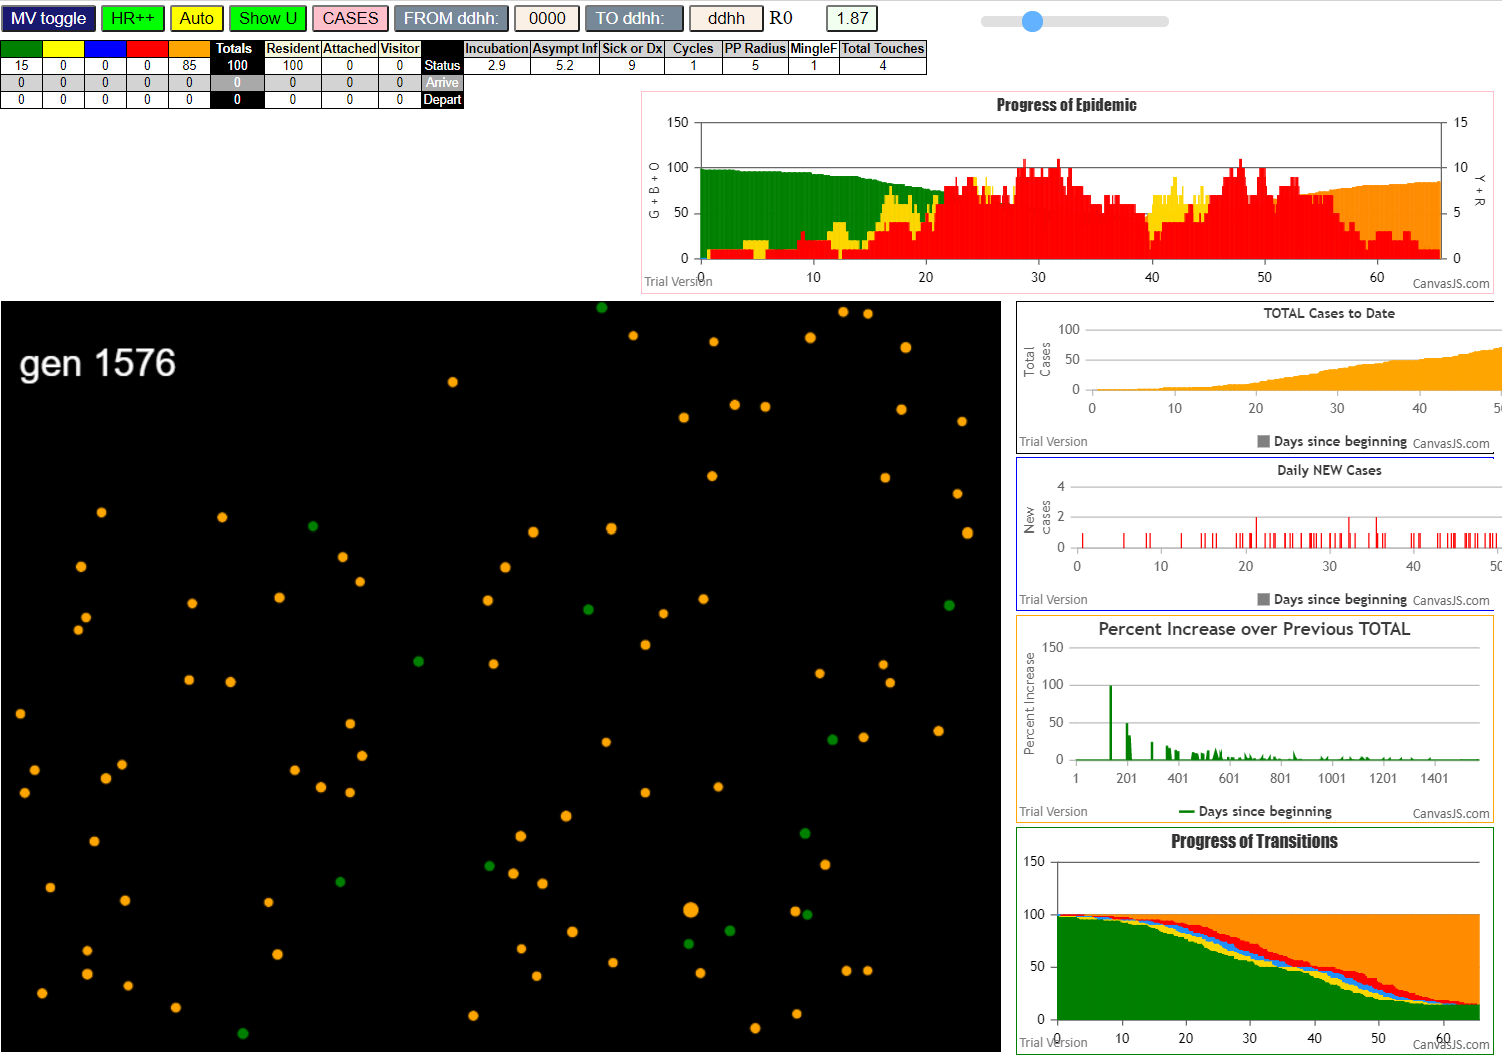 MV toggle HR++ Auto Show U CASES FROM ddhh: 0000 TO ddhh: ddhh R0 1.87
Totals Resident Attached Visitor Incubation Asympt Inf Sick or Dx Cycles PP Radius MingleF Total Touches
15 0 0 0 85 100 100 0 0 Status 2.9 5.2 9 1 5 1 4
0 0 0 0 0 0 0 0 0 Arrive
0 0 0 0 0 0 0 0 0 Depart
Progress of Epidemic
150 15
100 10
50 5
0 0
G + B + O
Y + R
0 10 20 30 40 50 60
Trial Version CanvasJS.com
gen 1576
TOTAL Cases to Date
Total Cases
100
50
0
0 10 20 30 40 50
Days since beginning
Trial Version CanvasJS.com
Daily NEW Cases
New cases
4
2
0
0 10 20 30 40 50
Days since beginning
Trial Version CanvasJS.com
Percent Increase over Previous TOTAL
Percent Increase
150
100
50
0
1 201 401 601 801 1001 1201 1401
Days since beginning
Trial Version CanvasJS.com
Progress of Transitions
150
100
50
0
0 10 20 30 40 50 60
Trial Version CanvasJS.com